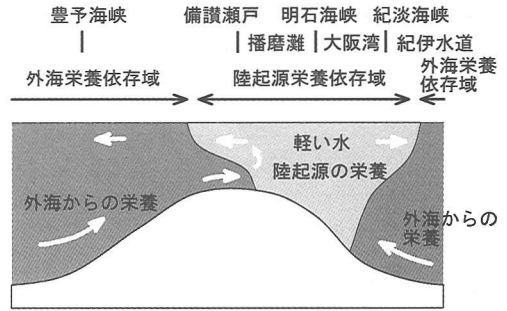 豊予海峡
備讃瀬戸
明石海峡
紀淡海峡
播磨灘
大阪湾
紀伊水道
外海栄養依存域
陸起源栄養依存域
外海栄養
依存域
軽い水
陸起源の栄養
外海からの栄養
外海からの
栄養